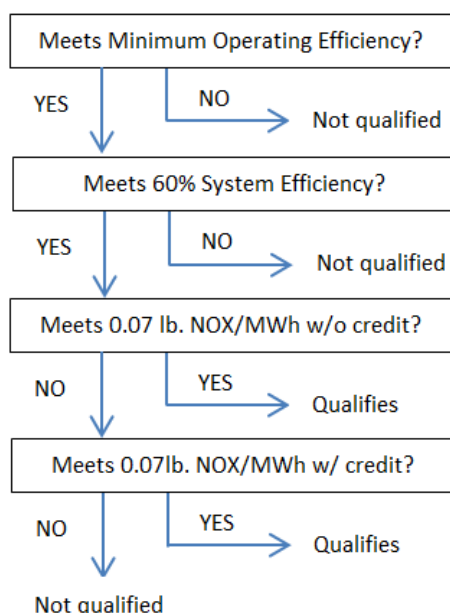 Meets Minimum Operating Efficiency?
YES
NO
Not qualified
Meets 60% System Efficiency?
YES
NO
Not qualified
Meets 0.07 lb. NOX/MWh w/o credit?
NO
YES
Qualifies
Meets 0.07lb. NOX/MWh w/ credit?
NO
YES
Qualifies
Not qualified